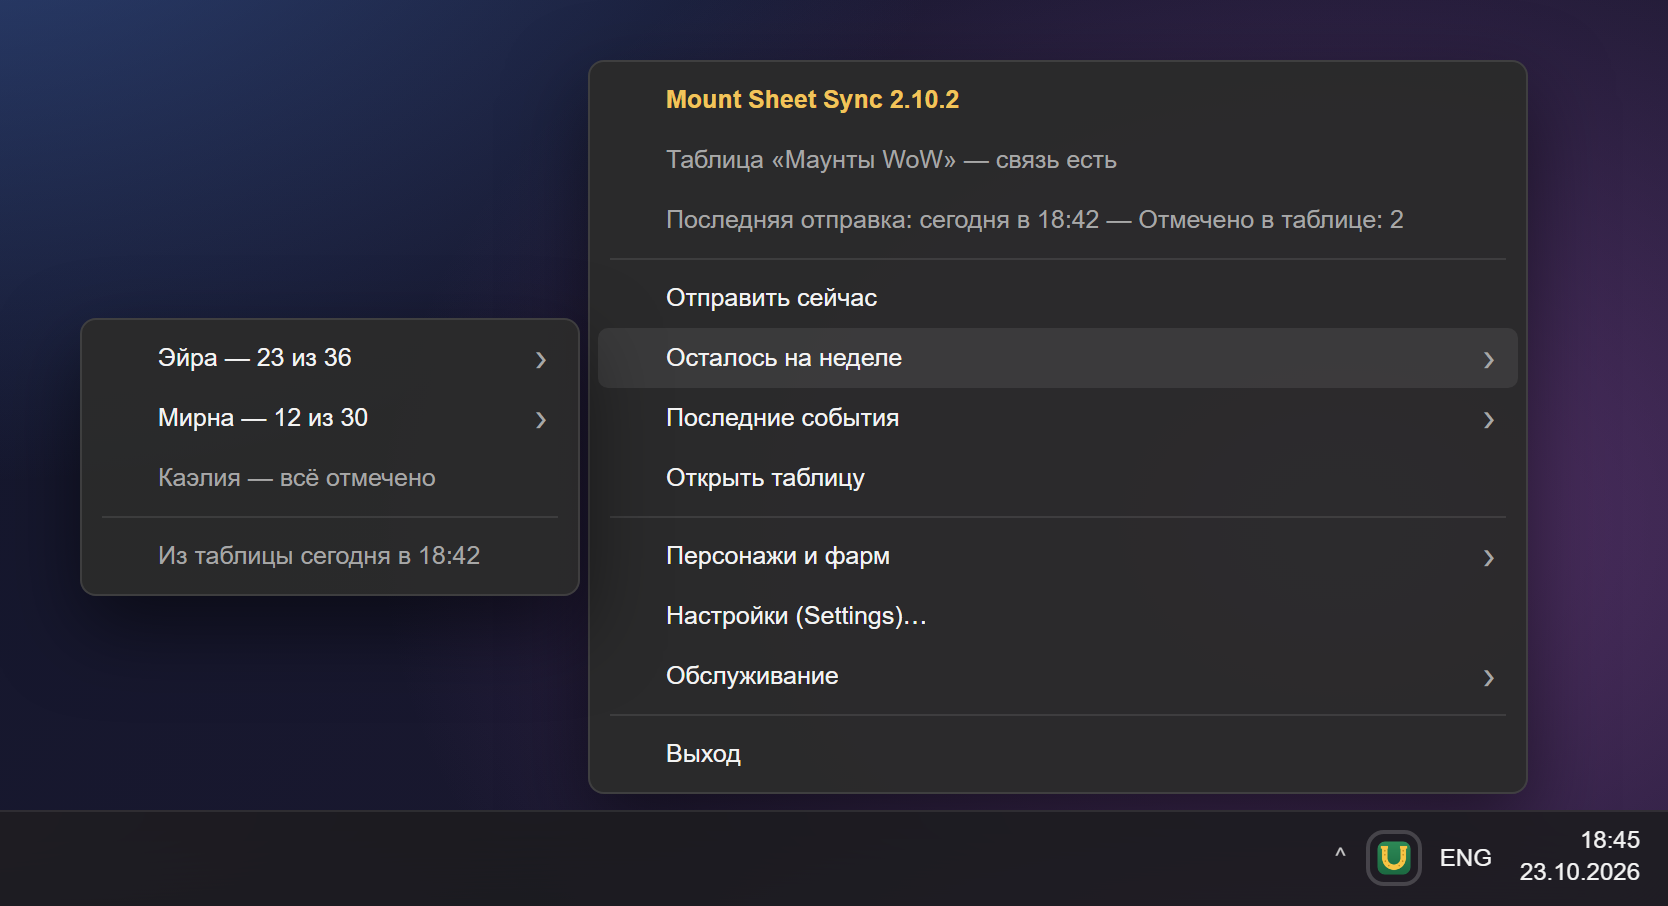 Mount Sheet Sync 2.10.2
Таблица «Маунты WoW» — связь есть
Последняя отправка: сегодня в 18:42 — Отмечено в таблице: 2
Отправить сейчас
Осталось на неделе
Последние события
Открыть таблицу
Персонажи и фарм
Настройки (Settings)…
Обслуживание
Выход
Эйра — 23 из 36
Мирна — 12 из 30
Каэлия — всё отмечено
Из таблицы сегодня в 18:42
ENG
18:45
23.10.2026